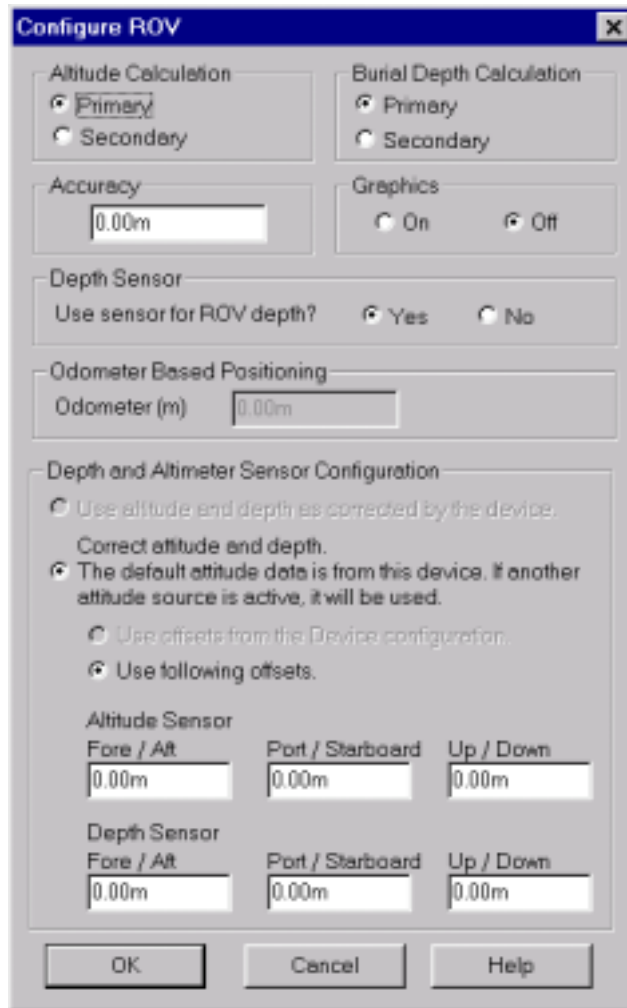 Configure ROV
Altitude Calculation
Primary
Secondary
Burial Depth Calculation
Primary
Secondary
Accuracy
0.00m
Graphics
On Off
Depth Sensor
Use sensor for ROV depth? Yes No
Odometer Based Positioning
Odometer (m) 0.00m
Depth and Altimeter Sensor Configuration
Use altitude and depth as corrected by the device.
Correct attitude and depth.
The default attitude data is from this device. If another
attitude source is active, it will be used.
Use offsets from the Device configuration.
Use following offsets.
Altitude Sensor
Fore / Aft Port / Starboard Up / Down
0.00m 0.00m 0.00m
Depth Sensor
Fore / Aft Port / Starboard Up / Down
0.00m 0.00m 0.00m
OK Cancel Help